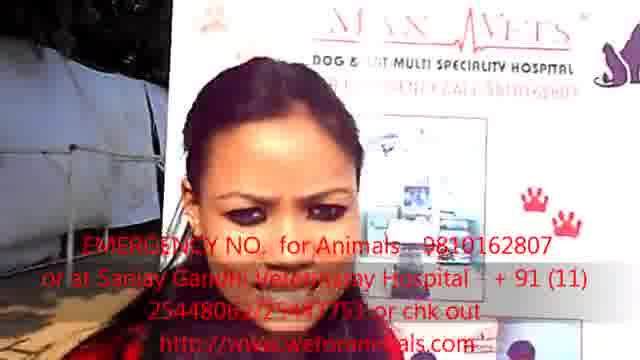 MAX VETS
DOG & CAT MULTI SPECIALITY HOSPITAL
EMERGENCY NO. for Animals - 9810162807
or at Sanjay Gandhi Veterinaray Hospital - + 91 (11)
or chk out